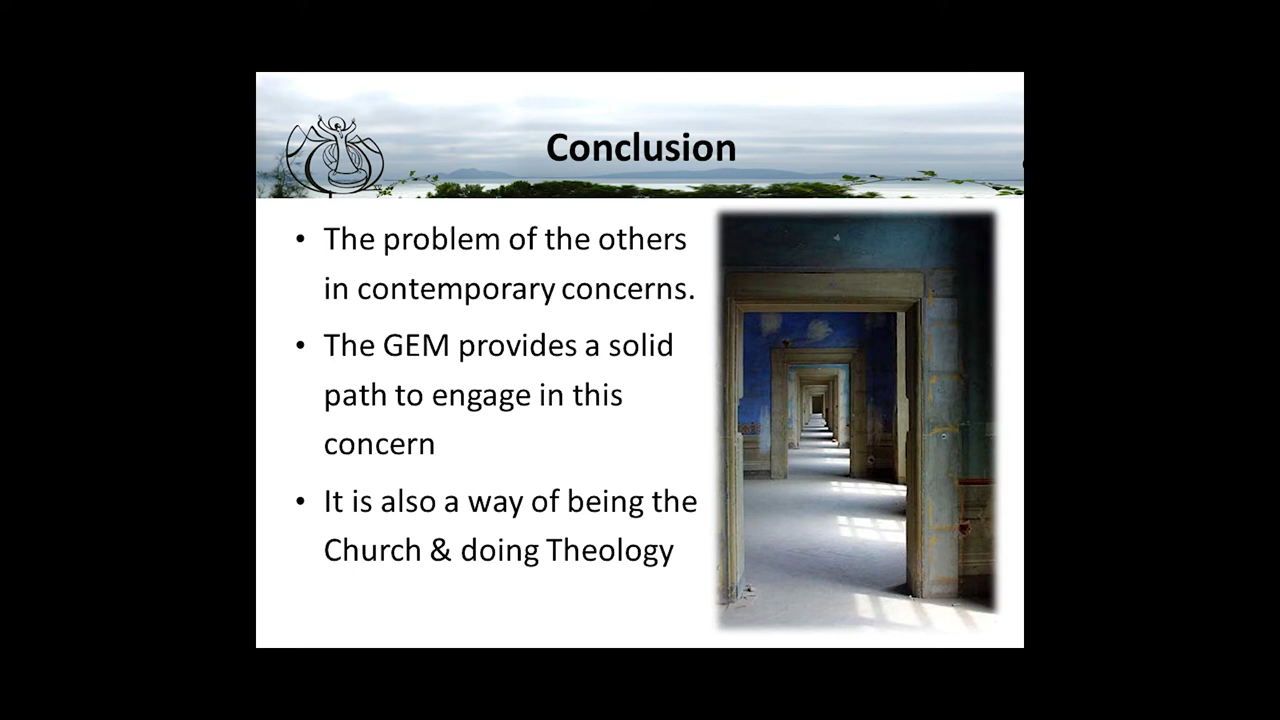 Conclusion
• The problem of the others
in contemporary concerns.
• The GEM provides a solid
path to engage in this
concern
• It is also a way of being the
Church & doing Theology